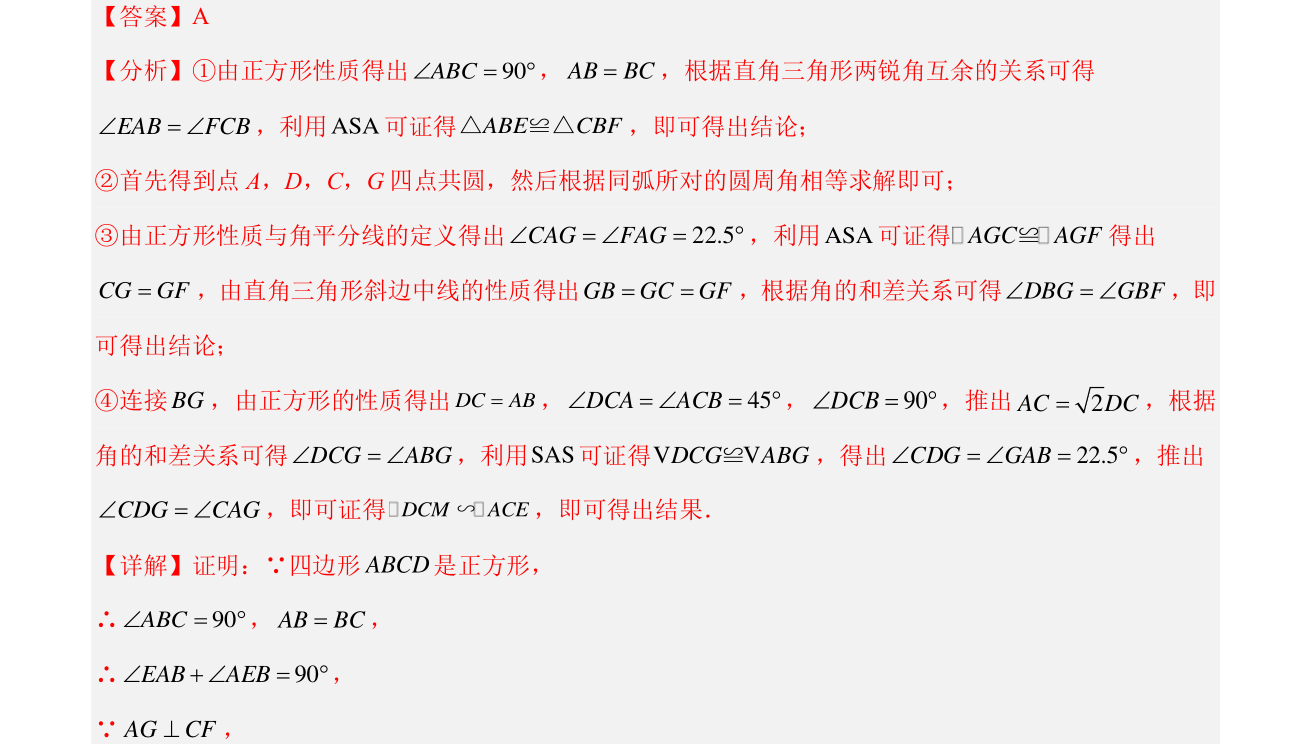 【答案】A
【分析】①由正方形性质得出∠ABC=90°，AB=BC，根据直角三角形两锐角互余的关系可得
∠EAB=∠FCB，利用ASA可证得△ABE≌△CBF，即可得出结论；
②首先得到点A，D，C，G四点共圆，然后根据同弧所对的圆周角相等求解即可；
③由正方形性质与角平分线的定义得出∠CAG=∠FAG=22.5°，利用ASA可证得□AGC≌□AGF得出
CG=GF，由直角三角形斜边中线的性质得出GB=GC=GF，根据角的和差关系可得∠DBG=∠GBF，即
可得出结论；
④连接BG，由正方形的性质得出DC=AB，∠DCA=∠ACB=45°，∠DCB=90°，推出AC=√2DC，根据
角的和差关系可得∠DCG=∠ABG，利用SAS可证得VDCG≌VABG，得出∠CDG=∠GAB=22.5°，推出
∠CDG=∠CAG，即可证得□DCM∽□ACE，即可得出结果．
【详解】证明：∵四边形ABCD是正方形，
∴∠ABC=90°，AB=BC，
∴∠EAB+∠AEB=90°，
∵AG⊥CF，